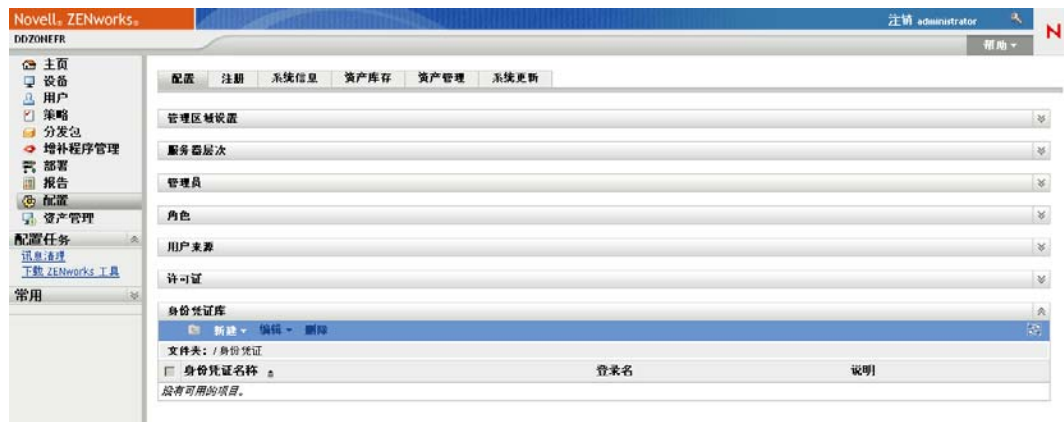 Novell® ZENworks®
注销 administrator
N
DDZONEFR
帮助
主页
设备
用户
策略
分发包
增补程序管理
部署
报告
配置
资产管理
配置任务
讯息清理
下载 ZENworks 工具
常用
配置 注册 系统信息 资产库存 资产管理 系统更新
管理区域设置
服务器层次
管理员
角色
用户来源
许可证
身份凭证库
新建 编辑 删除
文件夹：/身份凭证
身份凭证名称 登录名 说明
没有可用的项目。